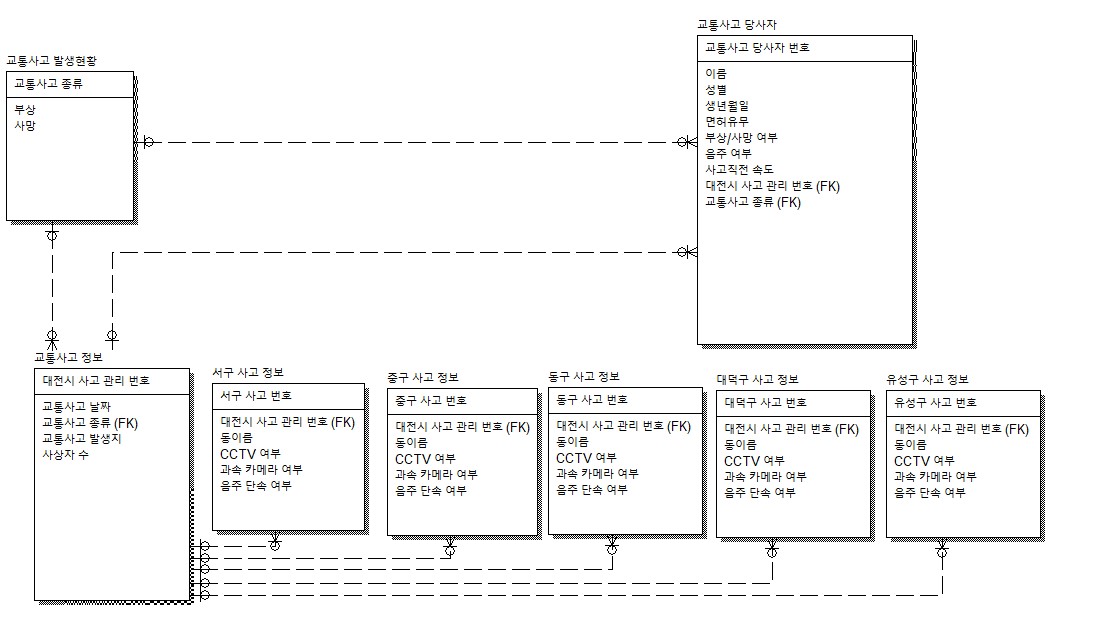 교통사고 발생현황
교통사고 종류
부상
사망
교통사고 당사자
교통사고 당사자 번호
이름
성별
생년월일
면허유무
부상/사망 여부
음주 여부
사고직전 속도
대전시 사고 관리 번호 (FK)
교통사고 종류 (FK)
교통사고 정보
대전시 사고 관리 번호
교통사고 날짜
교통사고 종류 (FK)
교통사고 발생지
사상자 수
서구 사고 정보
서구 사고 번호
대전시 사고 관리 번호 (FK)
동이름
CCTV 여부
과속 카메라 여부
음주 단속 여부
중구 사고 정보
중구 사고 번호
대전시 사고 관리 번호 (FK)
동이름
CCTV 여부
과속 카메라 여부
음주 단속 여부
동구 사고 정보
동구 사고 번호
대전시 사고 관리 번호 (FK)
동이름
CCTV 여부
과속 카메라 여부
음주 단속 여부
대덕구 사고 정보
대덕구 사고 번호
대전시 사고 관리 번호 (FK)
동이름
CCTV 여부
과속 카메라 여부
음주 단속 여부
유성구 사고 정보
유성구 사고 번호
대전시 사고 관리 번호 (FK)
동이름
CCTV 여부
과속 카메라 여부
음주 단속 여부